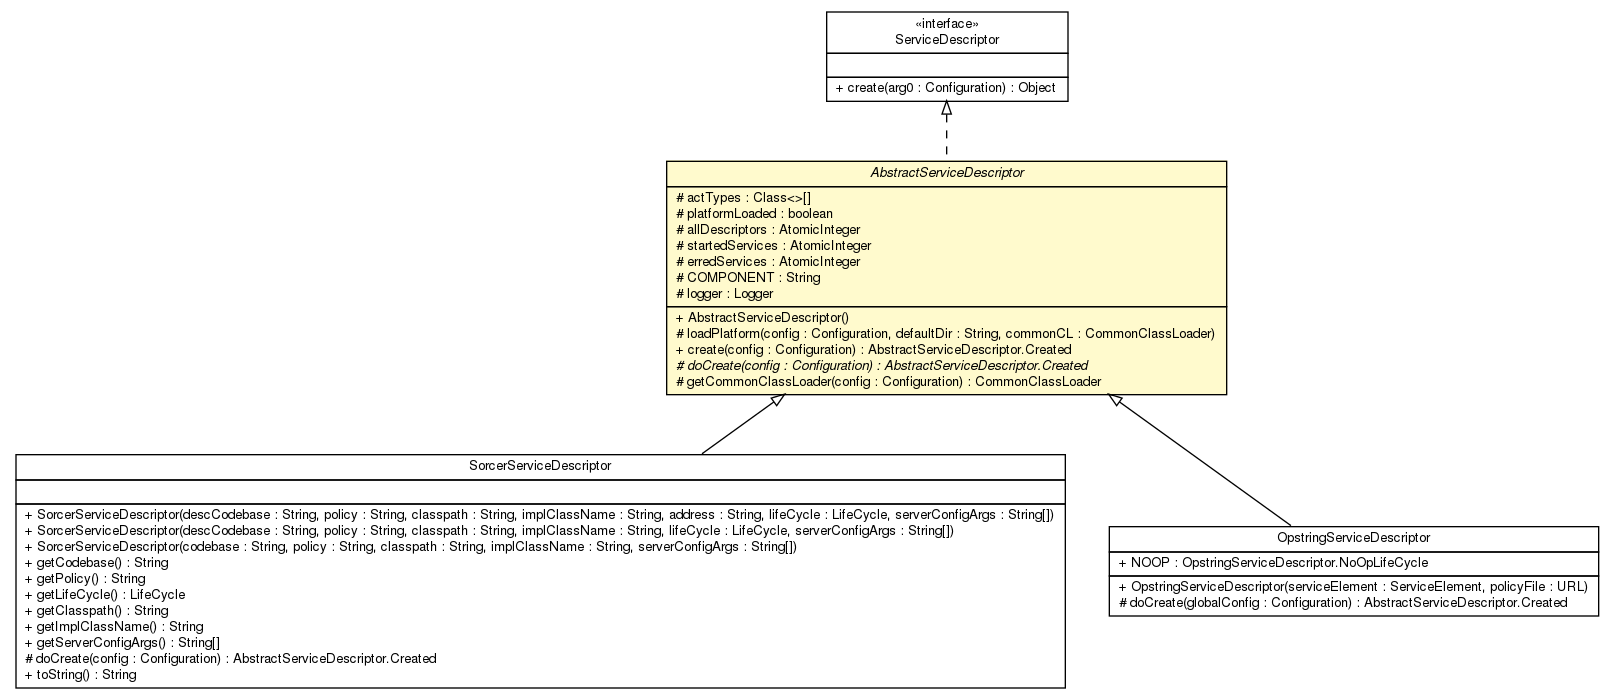 «interface»
ServiceDescriptor
+ create(arg0 : Configuration) : Object
AbstractServiceDescriptor
# actTypes : Class<>[]
# platformLoaded : boolean
# allDescriptors : AtomicInteger
# startedServices : AtomicInteger
# erredServices : AtomicInteger
# COMPONENT : String
# logger : Logger
+ AbstractServiceDescriptor()
# loadPlatform(config : Configuration, defaultDir : String, commonCL : CommonClassLoader)
+ create(config : Configuration) : AbstractServiceDescriptor.Created
# doCreate(config : Configuration) : AbstractServiceDescriptor.Created
# getCommonClassLoader(config : Configuration) : CommonClassLoader
SorcerServiceDescriptor
+ SorcerServiceDescriptor(descCodebase : String, policy : String, classpath : String, implClassName : String, address : String, lifeCycle : LifeCycle, serverConfigArgs : String[])
+ SorcerServiceDescriptor(descCodebase : String, policy : String, classpath : String, implClassName : String, lifeCycle : LifeCycle, serverConfigArgs : String[])
+ SorcerServiceDescriptor(codebase : String, policy : String, classpath : String, implClassName : String, serverConfigArgs : String[])
+ getCodebase() : String
+ getPolicy() : String
+ getLifeCycle() : LifeCycle
+ getClasspath() : String
+ getImplClassName() : String
+ getServerConfigArgs() : String[]
# doCreate(config : Configuration) : AbstractServiceDescriptor.Created
+ toString() : String
OpstringServiceDescriptor
+ NOOP : OpstringServiceDescriptor.NoOpLifeCycle
+ OpstringServiceDescriptor(serviceElement : ServiceElement, policyFile : URL)
# doCreate(globalConfig : Configuration) : AbstractServiceDescriptor.Created